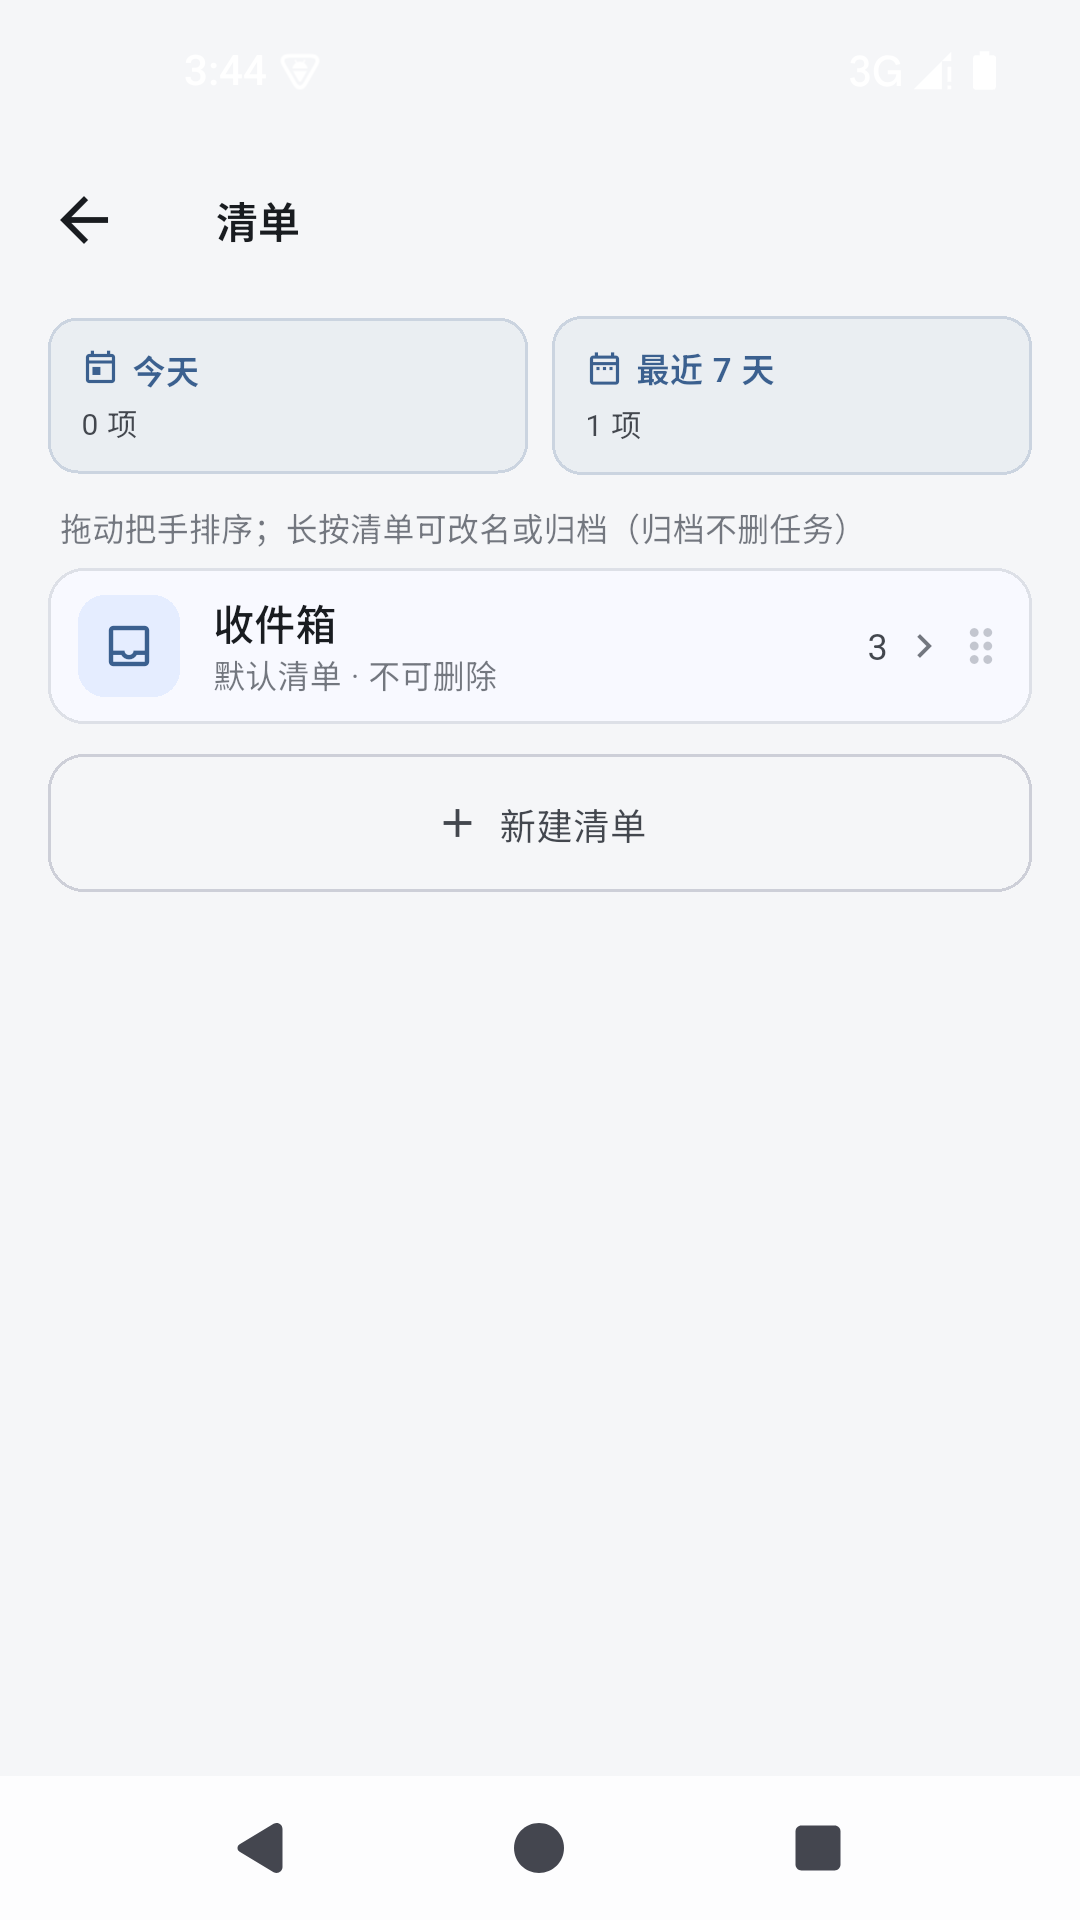 3:44 3G
清单
今天
0 项
最近 7 天
1 项
拖动把手排序；长按清单可改名或归档（归档不删任务）
收件箱
默认清单 · 不可删除
3
新建清单